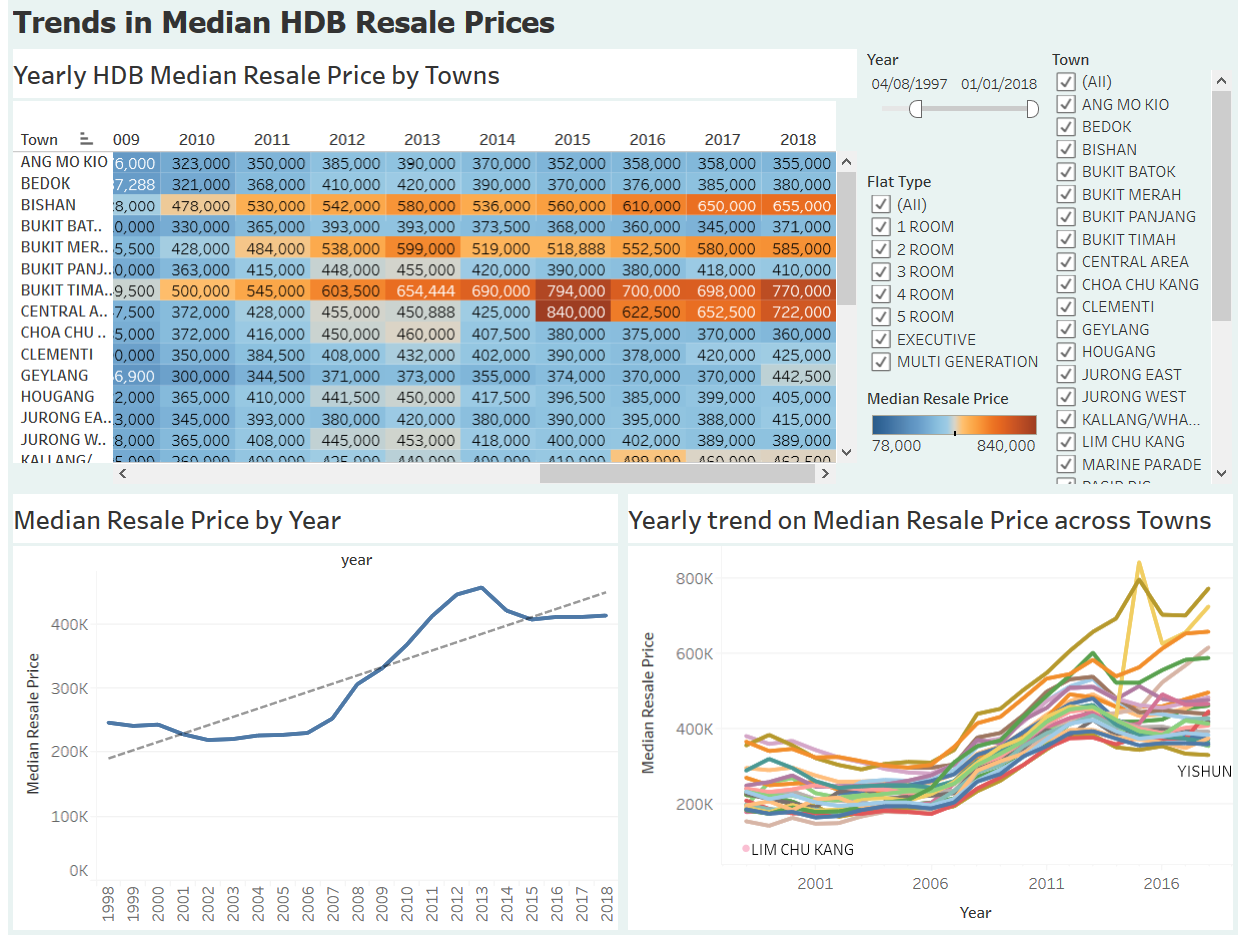 Trends in Median HDB Resale Prices
Yearly HDB Median Resale Price by Towns
Town 009 2010 2011 2012 2013 2014 2015 2016 2017 2018
ANG MO KIO 6,000 323,000 350,000 385,000 390,000 370,000 352,000 358,000 358,000 355,000
BEDOK 7,288 321,000 368,000 410,000 420,000 390,000 370,000 376,000 385,000 380,000
BISHAN 8,000 478,000 530,000 542,000 580,000 536,000 560,000 610,000 650,000 655,000
BUKIT BAT.. 0,000 330,000 365,000 393,000 393,000 373,500 368,000 360,000 345,000 371,000
BUKIT MER.. 5,500 428,000 484,000 538,000 599,000 519,000 518,888 552,500 580,000 585,000
BUKIT PANJ.. 0,000 363,000 415,000 448,000 455,000 420,000 390,000 380,000 418,000 410,000
BUKIT TIMA.. 9,500 500,000 545,000 603,500 654,444 690,000 794,000 700,000 698,000 770,000
CENTRAL A.. 7,500 372,000 428,000 455,000 450,888 425,000 840,000 622,500 652,500 722,000
CHOA CHU .. 5,000 372,000 416,000 450,000 460,000 407,500 380,000 375,000 370,000 360,000
CLEMENTI 0,000 350,000 384,500 408,000 432,000 402,000 390,000 378,000 420,000 425,000
GEYLANG 6,900 300,000 344,500 371,000 373,000 355,000 374,000 370,000 370,000 442,500
HOUGANG 2,000 365,000 410,000 441,500 450,000 417,500 396,500 385,000 399,000 405,000
JURONG EA.. 3,000 345,000 393,000 380,000 420,000 380,000 390,000 395,000 388,000 415,000
JURONG W.. 8,000 365,000 408,000 445,000 453,000 418,000 400,000 402,000 389,000 389,000
KALLANG/
Year
04/08/1997 01/01/2018
Flat Type
(All)
1 ROOM
2 ROOM
3 ROOM
4 ROOM
5 ROOM
EXECUTIVE
MULTI GENERATION
Median Resale Price
78,000 840,000
Town
(All)
ANG MO KIO
BEDOK
BISHAN
BUKIT BATOK
BUKIT MERAH
BUKIT PANJANG
BUKIT TIMAH
CENTRAL AREA
CHOA CHU KANG
CLEMENTI
GEYLANG
HOUGANG
JURONG EAST
JURONG WEST
KALLANG/WHA...
LIM CHU KANG
MARINE PARADE
Median Resale Price by Year
year
Median Resale Price
400K
300K
200K
100K
0K
1998 1999 2000 2001 2002 2003 2004 2005 2006 2007 2008 2009 2010 2011 2012 2013 2014 2015 2016 2017 2018
Yearly trend on Median Resale Price across Towns
Median Resale Price
800K
600K
400K
200K
YISHUN
LIM CHU KANG
2001 2006 2011 2016
Year